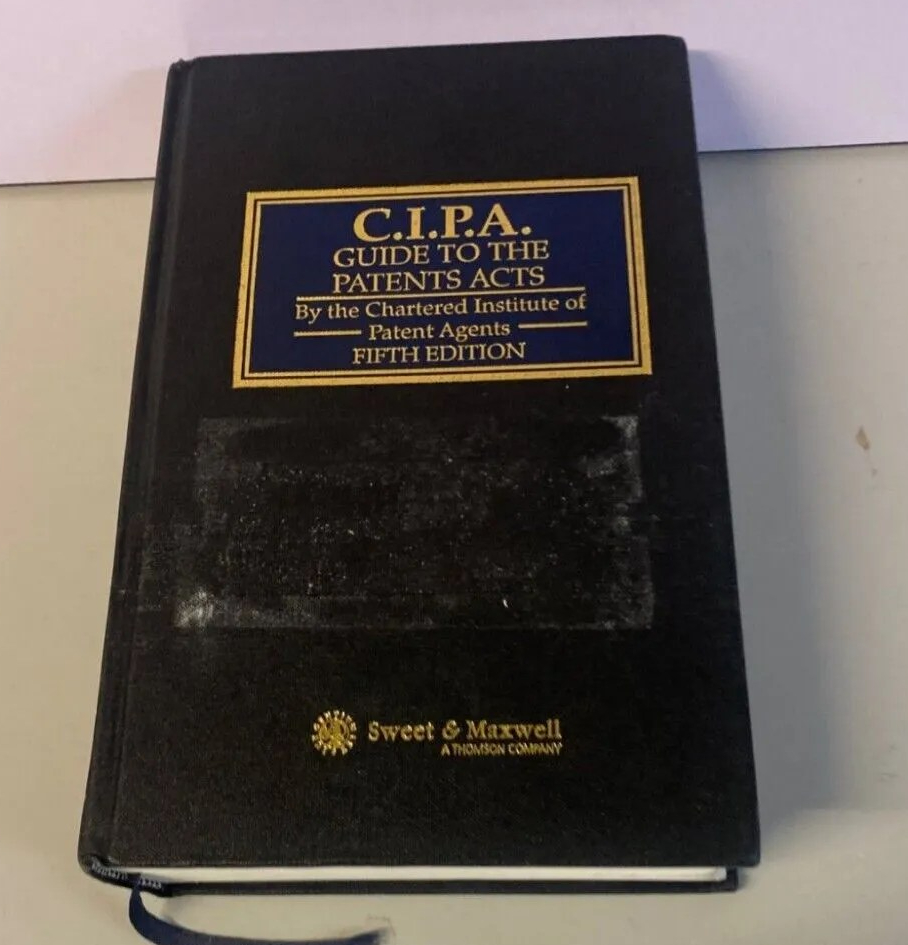 C.I.P.A.
GUIDE TO THE
PATENTS ACTS
By the Chartered Institute of
Patent Agents
FIFTH EDITION
Sweet & Maxwell
A THOMSON COMPANY